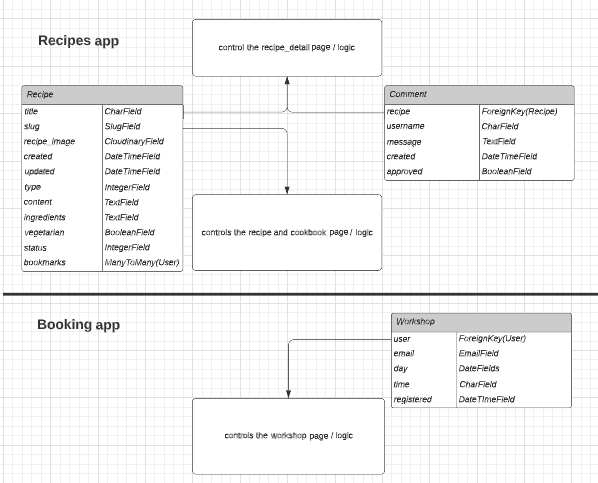 Recipes app
control the recipe_detail page / logic
Recipe
title CharField
slug SlugField
recipe_image CloudinaryField
created DateTimeField
updated DateTimeField
type IntegerField
content TextField
ingredients TextField
vegetarian BooleanField
status IntegerField
bookmarks ManyToMany(User)
Comment
recipe ForeignKey(Recipe)
username CharField
message TextField
created DateTimeField
approved BooleanField
controls the recipe and cookbook page / logic
Booking app
Workshop
user ForeignKey(User)
email EmailField
day DateFields
time CharField
registered DateTImeField
controls the workshop page / logic